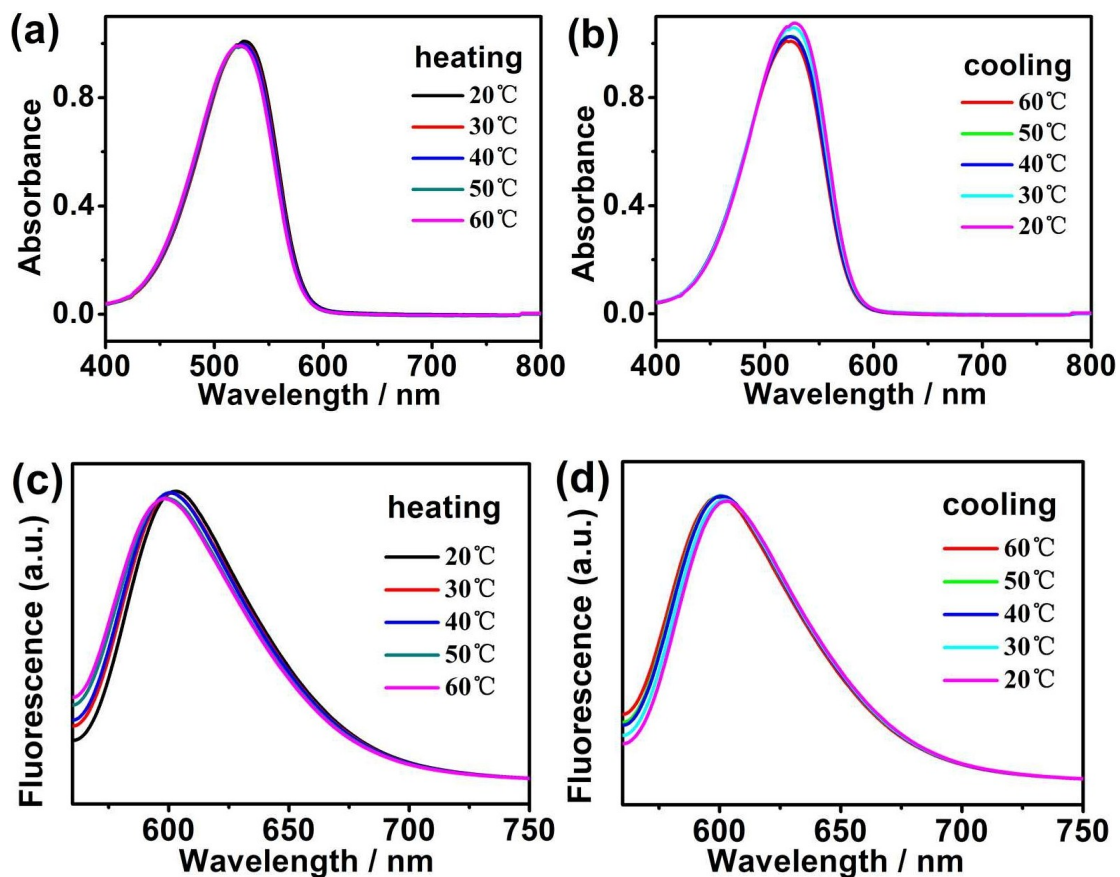 (a)
heating
20℃
30℃
40℃
50℃
60℃
0.8
0.4
0.0
Absorbance
400 500 600 700 800
Wavelength / nm
(b)
cooling
60℃
50℃
40℃
30℃
20℃
0.8
0.4
0.0
Absorbance
400 500 600 700 800
Wavelength / nm
(c)
heating
20℃
30℃
40℃
50℃
60℃
Fluorescence (a.u.)
600 650 700 750
Wavelength / nm
(d)
cooling
60℃
50℃
40℃
30℃
20℃
Fluorescence (a.u.)
600 650 700 750
Wavelength / nm